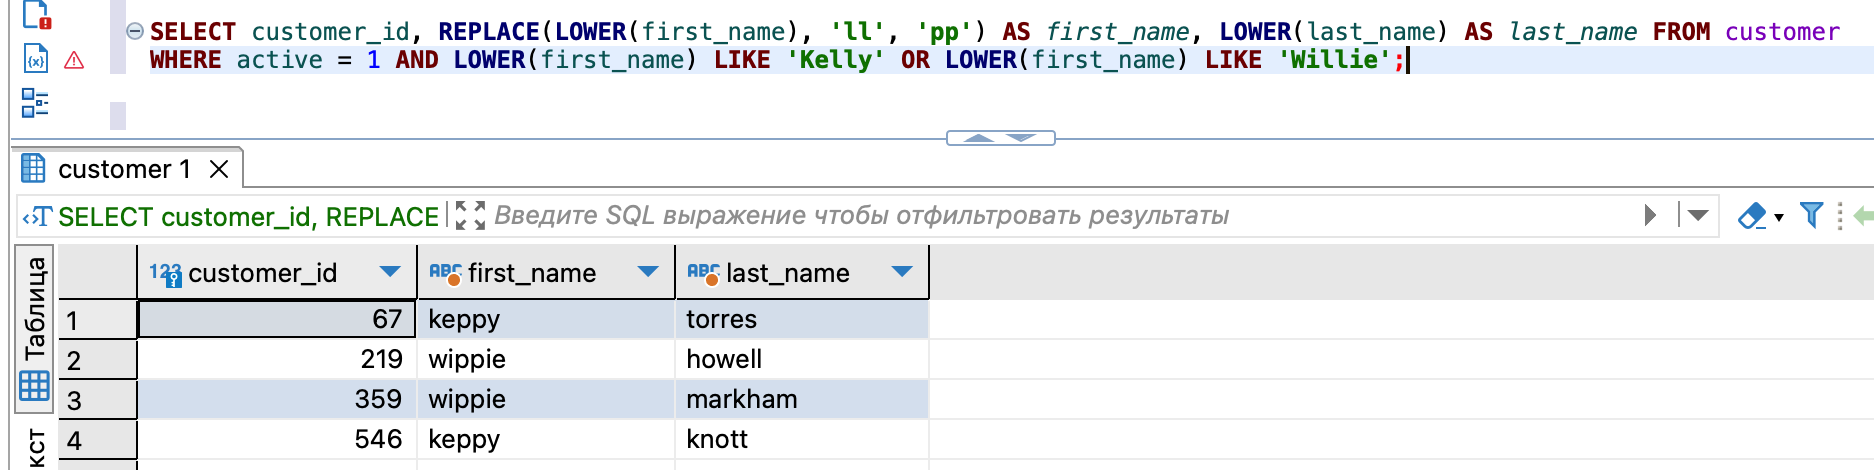 SELECT customer_id, REPLACE(LOWER(first_name), 'll', 'pp') AS first_name, LOWER(last_name) AS last_name FROM customer
WHERE active = 1 AND LOWER(first_name) LIKE 'Kelly' OR LOWER(first_name) LIKE 'Willie';
customer 1
SELECT customer_id, REPLACE Введите SQL выражение чтобы отфильтровать результаты
Таблица
123 customer_id ABC first_name ABC last_name
1 67 keppy torres
2 219 wippie howell
3 359 wippie markham
4 546 keppy knott